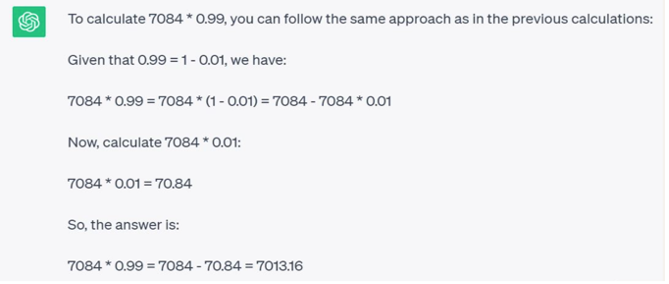 To calculate 7084 * 0.99, you can follow the same approach as in the previous calculations:
Given that 0.99 = 1 - 0.01, we have:
7084 * 0.99 = 7084 * (1 - 0.01) = 7084 - 7084 * 0.01
Now, calculate 7084 * 0.01:
7084 * 0.01 = 70.84
So, the answer is:
7084 * 0.99 = 7084 - 70.84 = 7013.16